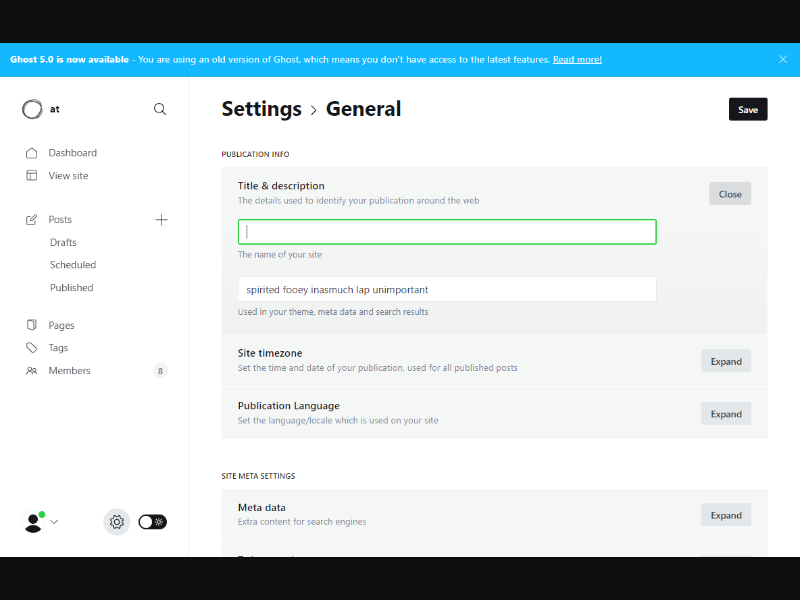 Ghost 5.0 is now available - You are using an old version of Ghost, which means you don't have access to the latest features. Read more!
at
Dashboard
View site
Posts
Drafts
Scheduled
Published
Pages
Tags
Members
8
Settings > General
Save
PUBLICATION INFO
Title & description
The details used to identify your publication around the web
Close
The name of your site
spirited fooey inasmuch lap unimportant
Used in your theme, meta data and search results
Site timezone
Set the time and date of your publication, used for all published posts
Expand
Publication Language
Set the language/locale which is used on your site
Expand
SITE META SETTINGS
Meta data
Extra content for search engines
Expand